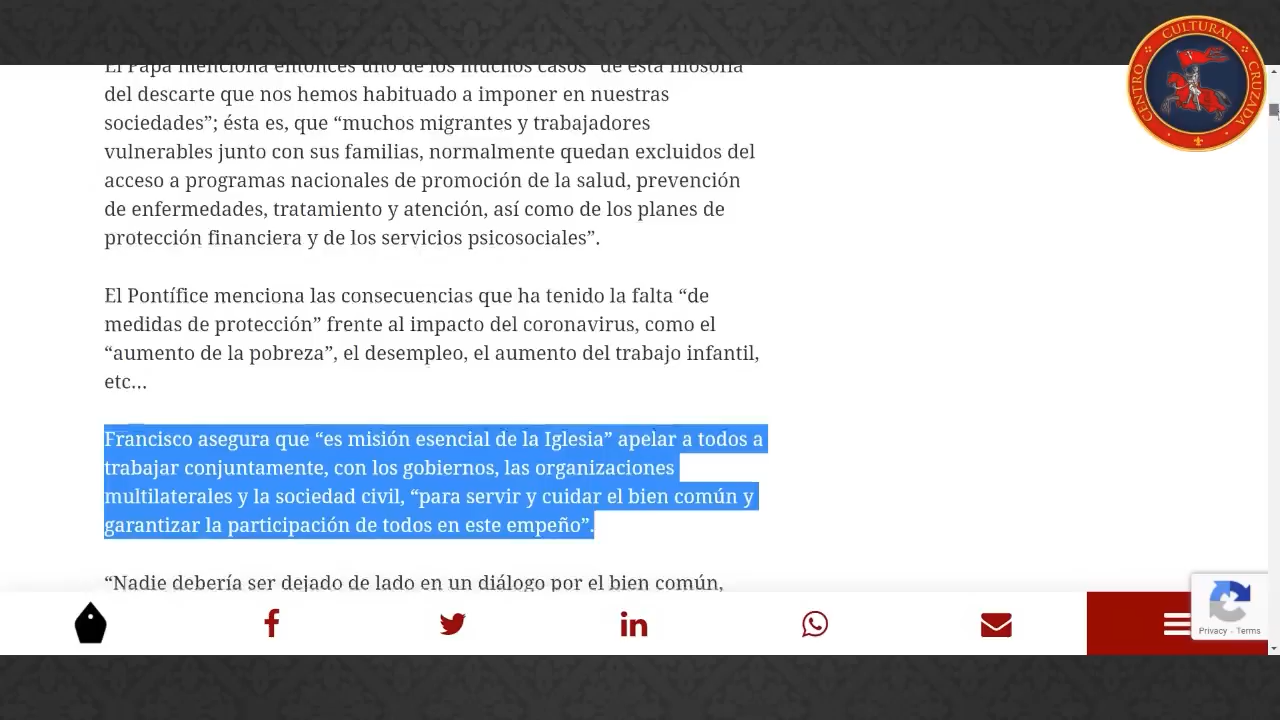 El Papa menciona entonces uno de los muchos casos “de esta filosofía
del descarte que nos hemos habituado a imponer en nuestras
sociedades”; ésta es, que “muchos migrantes y trabajadores
vulnerables junto con sus familias, normalmente quedan excluidos del
acceso a programas nacionales de promoción de la salud, prevención
de enfermedades, tratamiento y atención, así como de los planes de
protección financiera y de los servicios psicosociales”.
El Pontífice menciona las consecuencias que ha tenido la falta “de
medidas de protección” frente al impacto del coronavirus, como el
“aumento de la pobreza”, el desempleo, el aumento del trabajo infantil,
etc…
Francisco asegura que “es misión esencial de la Iglesia” apelar a todos a
trabajar conjuntamente, con los gobiernos, las organizaciones
multilaterales y la sociedad civil, “para servir y cuidar el bien común y
garantizar la participación de todos en este empeño”.
“Nadie debería ser dejado de lado en un diálogo por el bien común,
CENTRO CULTURAL CRUZADA
Privacy - Terms